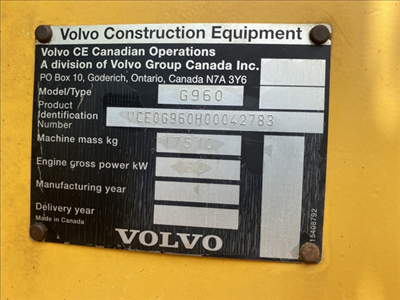 Volvo Construction Equipment
Volvo CE Canadian Operations
A division of Volvo Group Canada Inc.
PO Box 10, Goderich, Ontario, Canada N7A 3Y6
Model/Type G960
Product
Identification VCE0G960H00042783
Number
Machine mass kg
Engine gross power kW
Manufacturing year
Delivery year
Made in Canada
VOLVO
15408792